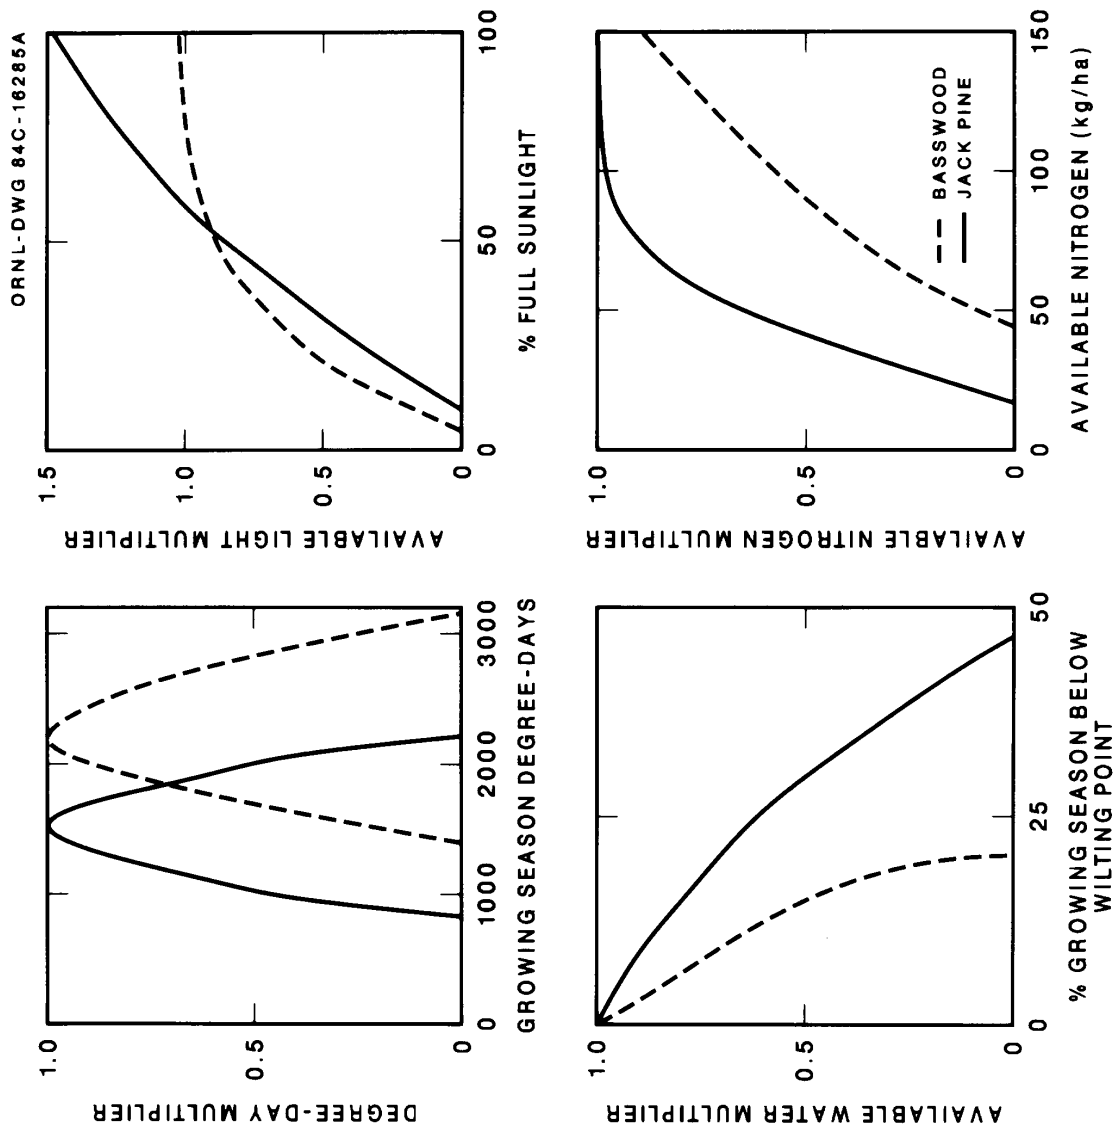 ORNL-DWG 84C-16285A
DEGREE-DAY MULTIPLIER
1.0
0.5
0
0
1000
2000
3000
GROWING SEASON DEGREE-DAYS
AVAILABLE LIGHT MULTIPLIER
1.5
1.0
0.5
0
0
50
100
% FULL SUNLIGHT
AVAILABLE WATER MULTIPLIER
1.0
0.5
0
0
25
50
% GROWING SEASON BELOW
WILTING POINT
AVAILABLE NITROGEN MULTIPLIER
1.0
0.5
0
BASSWOOD
JACK PINE
0
50
100
150
AVAILABLE NITROGEN (kg/ha)